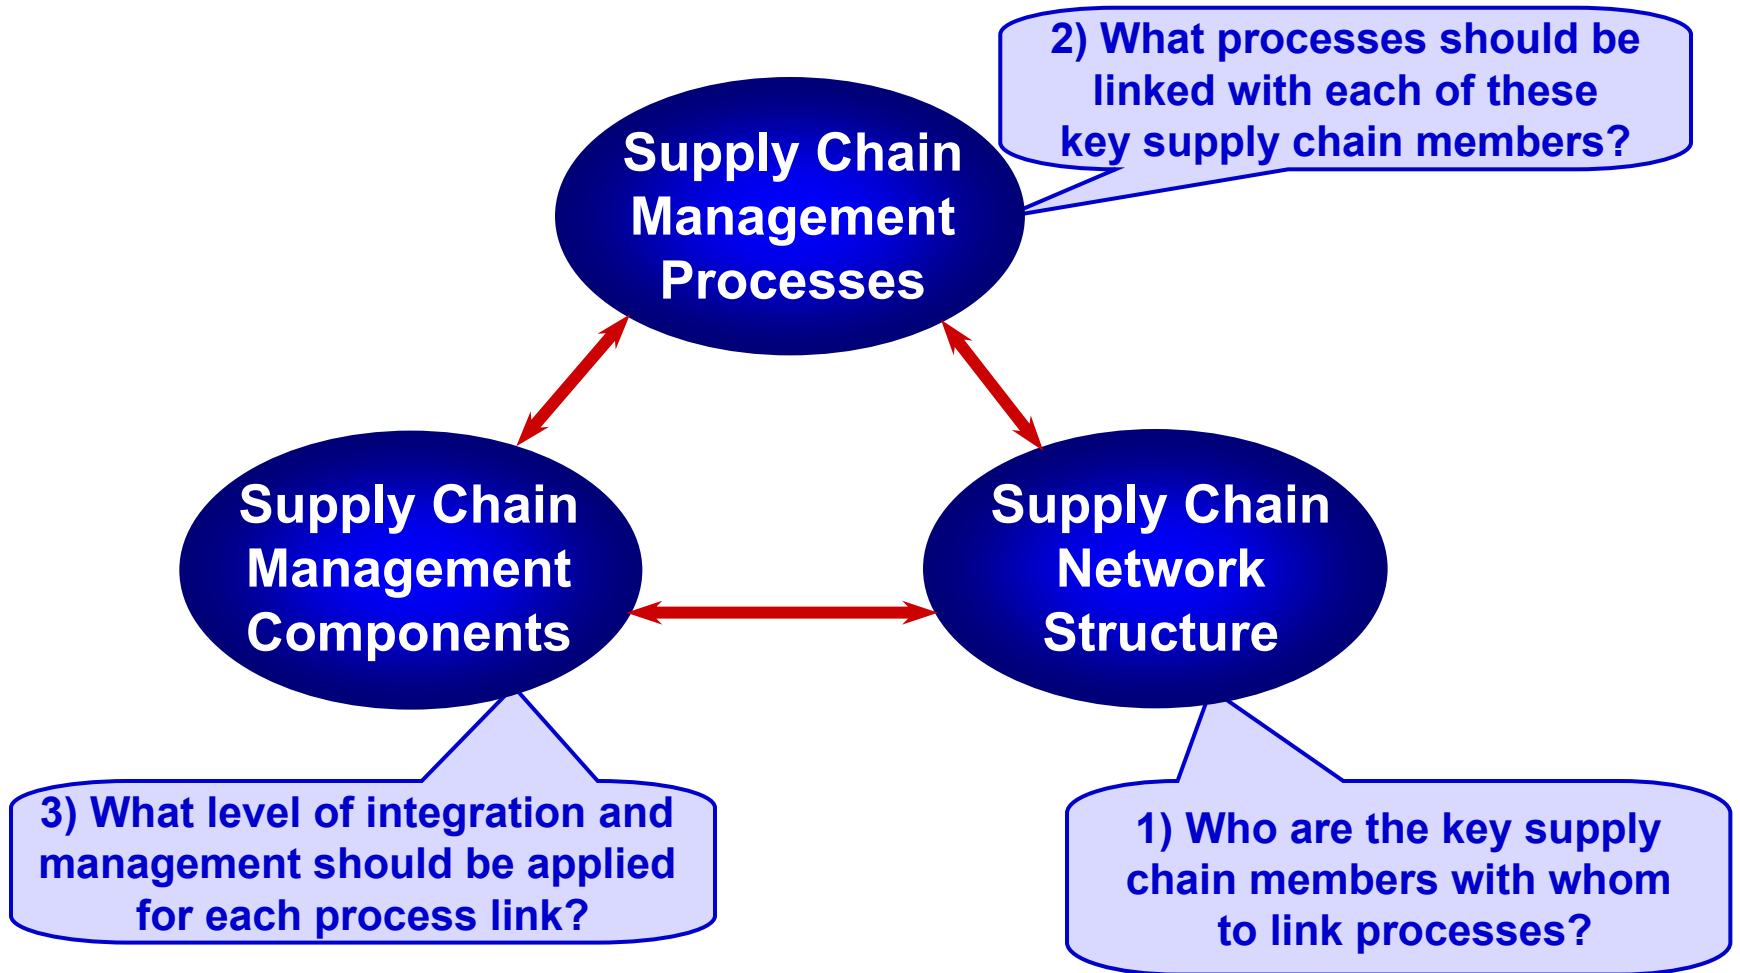 2) What processes should be
linked with each of these
key supply chain members?
Supply Chain
Management
Processes
Supply Chain
Management
Components
Supply Chain
Network
Structure
3) What level of integration and
management should be applied
for each process link?
1) Who are the key supply
chain members with whom
to link processes?